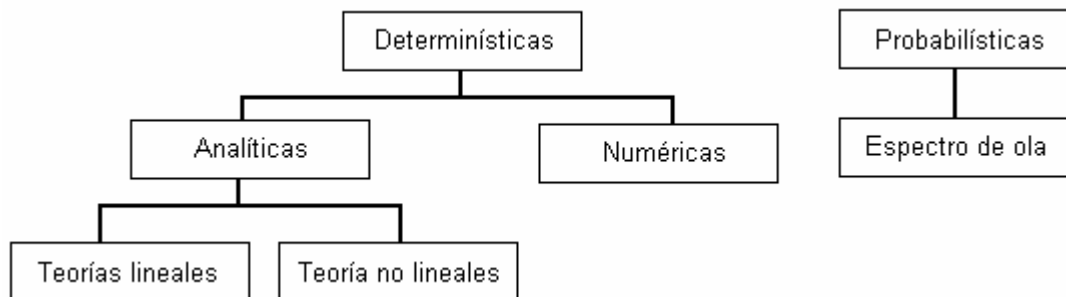 Determinísticas
Probabilísticas
Analíticas
Numéricas
Espectro de ola
Teorías lineales
Teoría no lineales